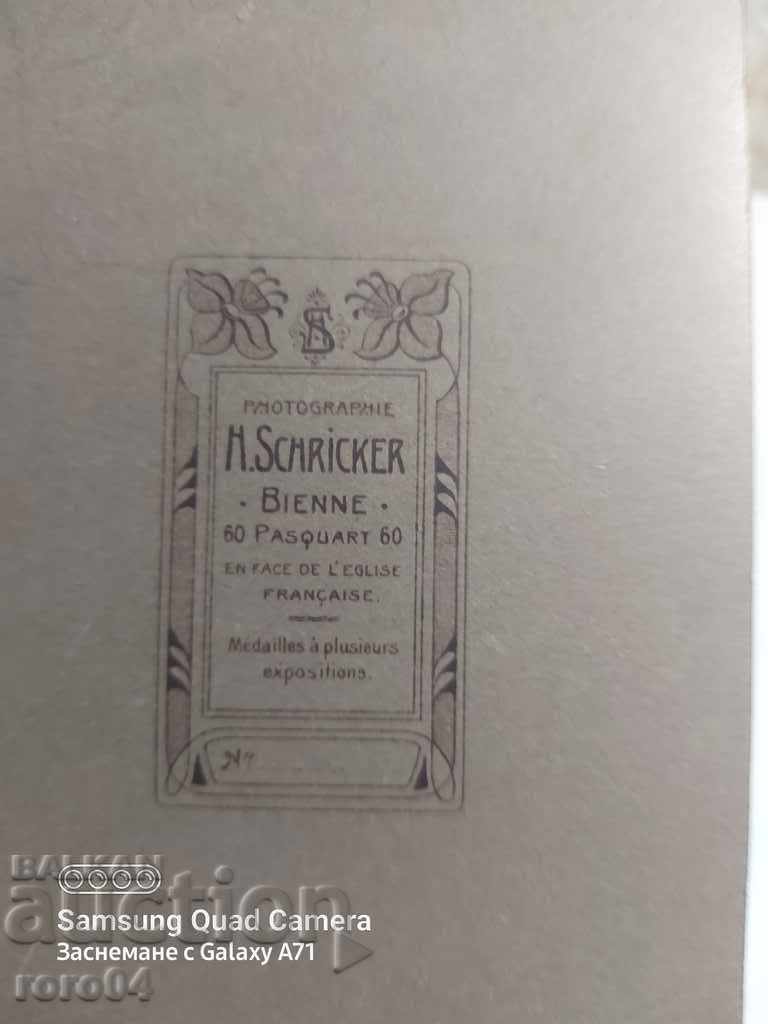 PHOTOGRAPHIE
H. SCHRICKER
· BIENNE ·
60 PASQUART 60
EN FACE DE L'EGLISE
FRANÇAISE.
Médailles à plusieurs
expositions.
Nº
BALKAN
auction
Samsung Quad Camera
Заснемане с Galaxy A71
roro04